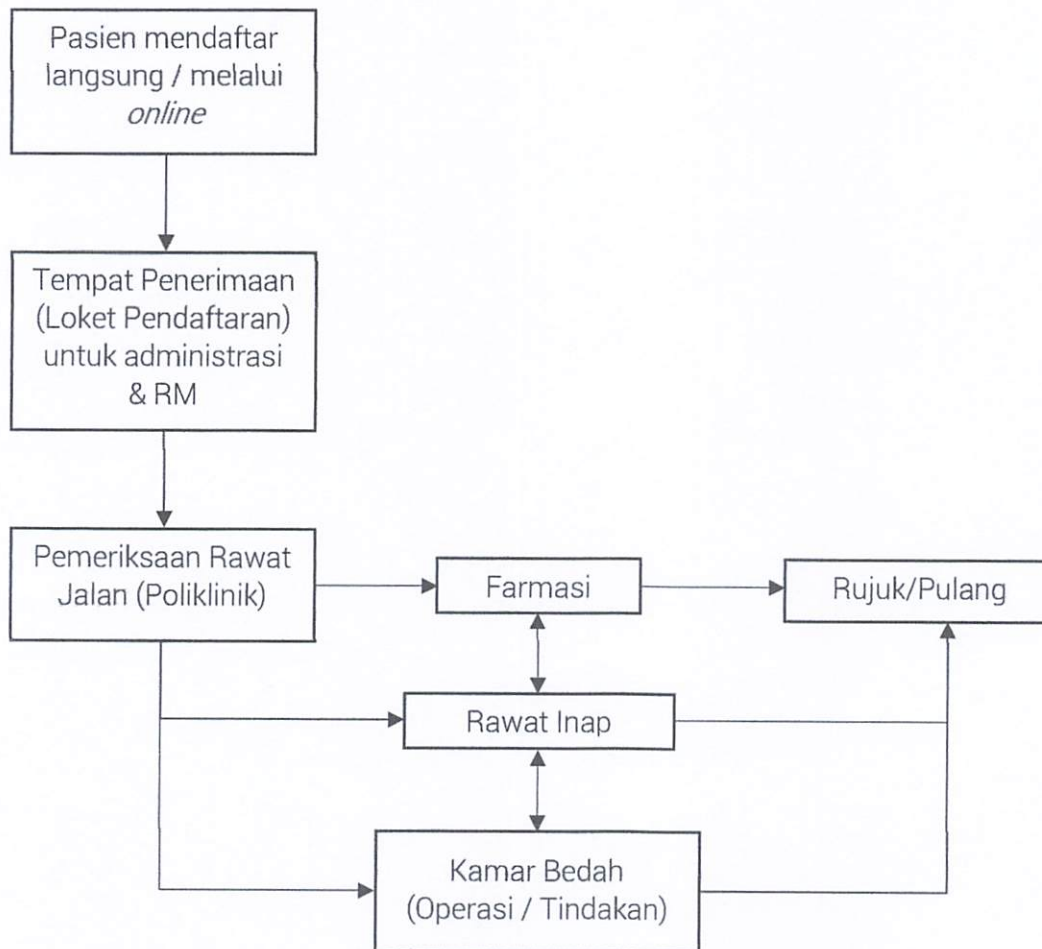 Pasien mendaftar
langsung / melalui
online
Tempat Penerimaan
(Loket Pendaftaran)
untuk administrasi
& RM
Pemeriksaan Rawat
Jalan (Poliklinik)
Farmasi
Rujuk/Pulang
Rawat Inap
Kamar Bedah
(Operasi / Tindakan)